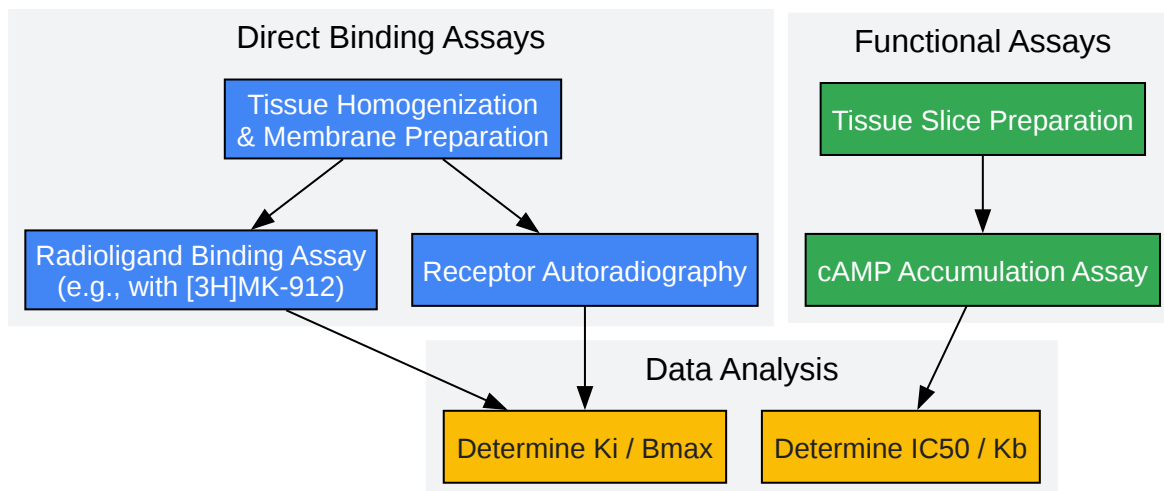 Direct Binding Assays
Tissue Homogenization
& Membrane Preparation
Radioligand Binding Assay
(e.g., with [3H]MK-912)
Receptor Autoradiography
Functional Assays
Tissue Slice Preparation
cAMP Accumulation Assay
Data Analysis
Determine Ki / Bmax
Determine IC50 / Kb